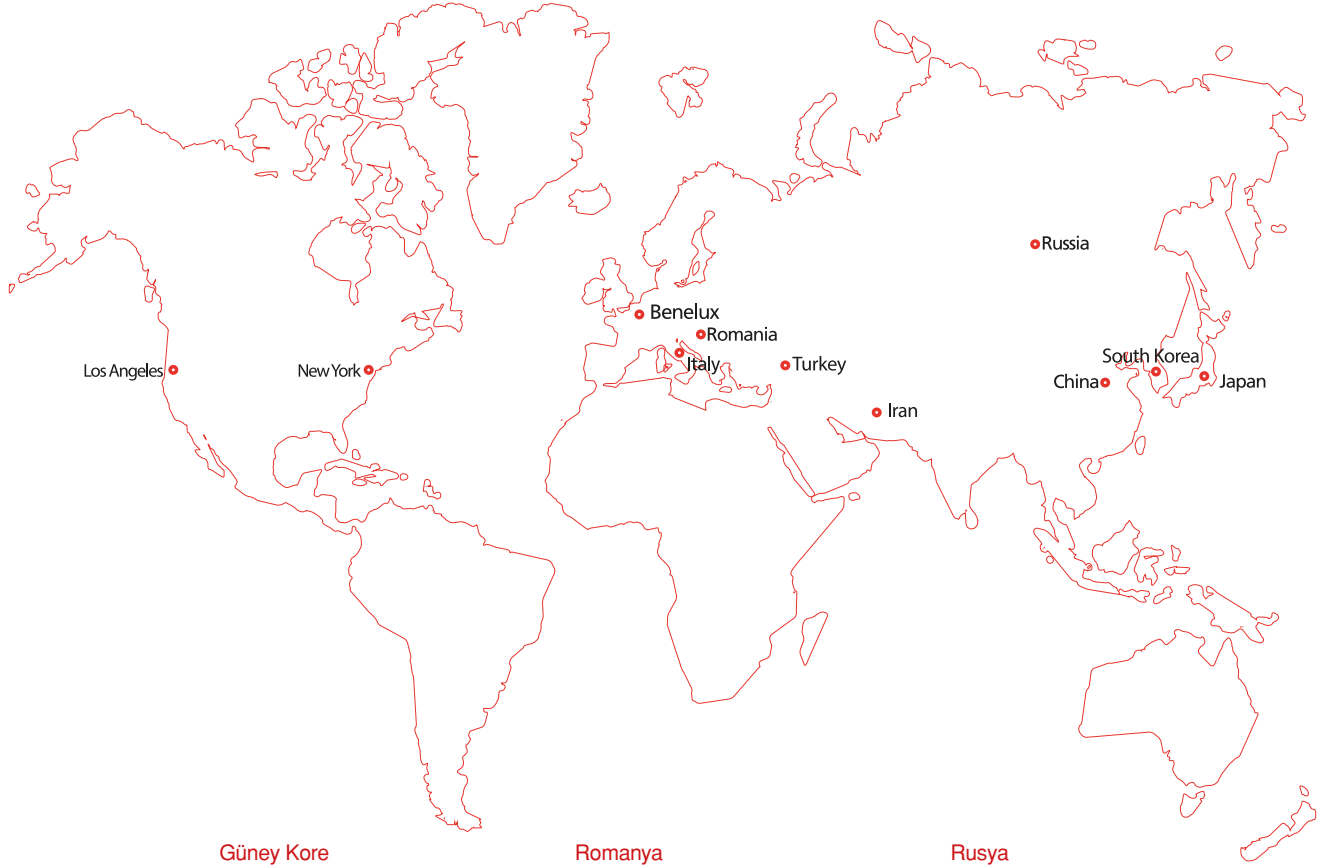 Russia
Benelux
Romania
South Korea
Italy
Turkey
Los Angeles
New York
China
Japan
Iran
Güney Kore
Romanya
Rusya